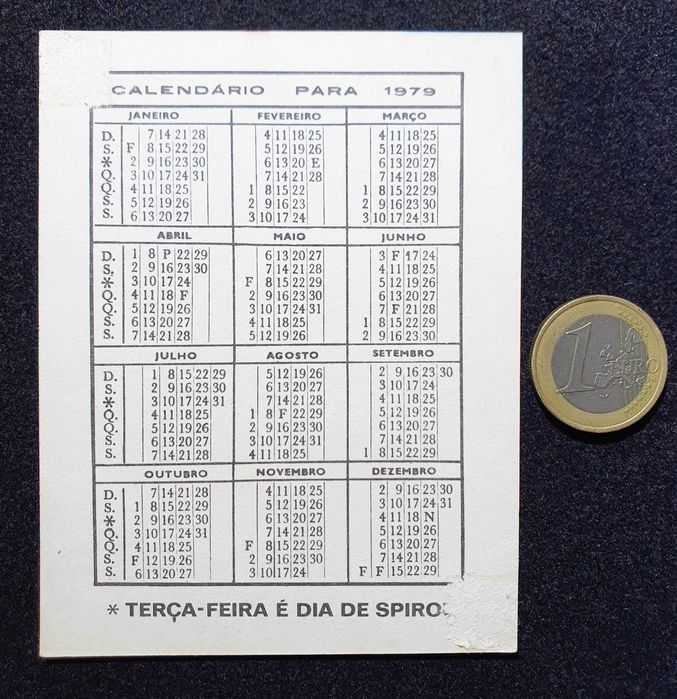 CALENDÁRIO PARA 1979
JANEIRO FEVEREIRO MARÇO
D. 7 14 21 28 4 11 18 25 4 11 18 25
S. F 8 15 22 29 5 12 19 26 5 12 19 26
* 2 9 16 23 30 6 13 20 E 6 13 20 27
Q. 3 10 17 24 31 7 14 21 28 7 14 21 28
Q. 4 11 18 25 1 8 15 22 1 8 15 22 29
S. 5 12 19 26 2 9 16 23 2 9 16 23 30
S. 6 13 20 27 3 10 17 24 3 10 17 24 31
ABRIL MAIO JUNHO
D. 1 8 P 22 29 6 13 20 27 3 F 17 24
S. 2 9 16 23 30 7 14 21 28 4 11 18 25
* 3 10 17 24 F 8 15 22 29 5 12 19 26
Q. 4 11 18 F 2 9 16 23 30 6 13 20 27
Q. 5 12 19 26 3 10 17 24 31 7 F 21 28
S. 6 13 20 27 4 11 18 25 1 8 15 22 29
S. 7 14 21 28 5 12 19 26 2 9 16 23 30
JULHO AGOSTO SETEMBRO
D. 1 8 15 22 29 5 12 19 26 2 9 16 23 30
S. 2 9 16 23 30 6 13 20 27 3 10 17 24
* 3 10 17 24 31 7 14 21 28 4 11 18 25
Q. 4 11 18 25 1 8 F 22 29 5 12 19 26
Q. 5 12 19 26 2 9 16 23 30 6 13 20 27
S. 6 13 20 27 3 10 17 24 31 7 14 21 28
S. 7 14 21 28 4 11 18 25 1 8 15 22 29
OUTUBRO NOVEMBRO DEZEMBRO
D. 7 14 21 28 4 11 18 25 2 9 16 23 30
S. 1 8 15 22 29 5 12 19 26 3 10 17 24 31
* 2 9 16 23 30 6 13 20 27 4 11 18 N
Q. 3 10 17 24 31 7 14 21 28 5 12 19 26
Q. 4 11 18 25 F 8 15 22 29 6 13 20 27
S. F 12 19 26 2 9 16 23 30 7 14 21 28
S. 6 13 20 27 3 10 17 24 F F 15 22 29
* TERÇA-FEIRA É DIA DE SPIROU
1 EURO